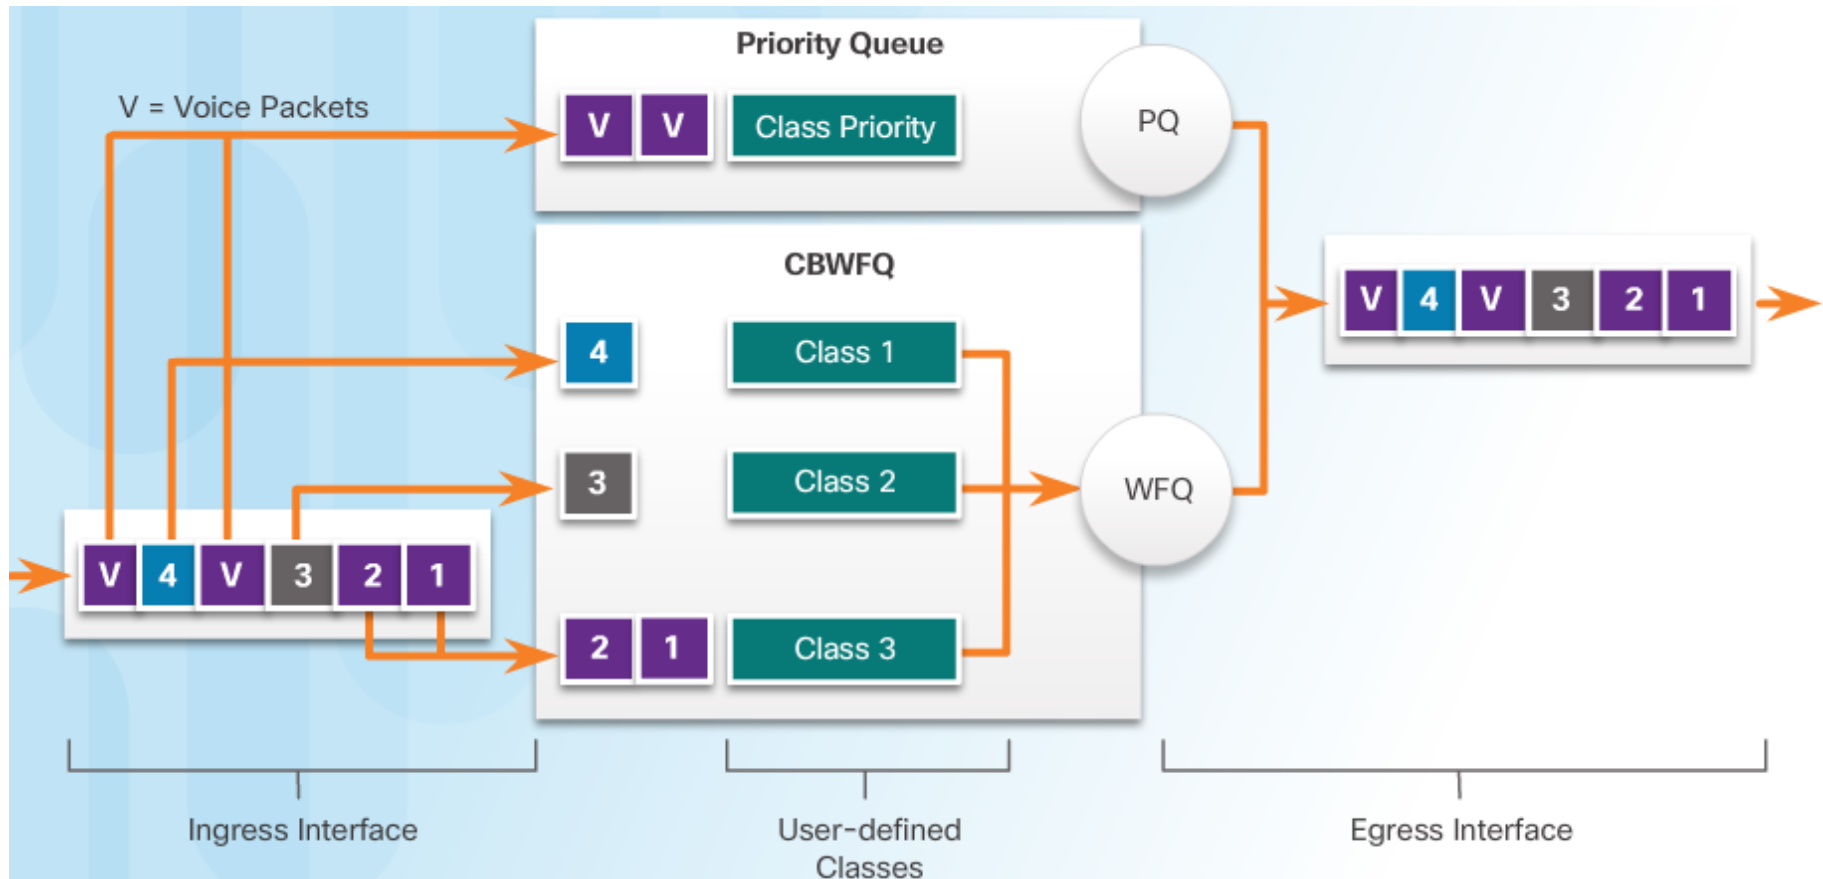 Priority Queue
V = Voice Packets
V V Class Priority
PQ
CBWFQ
4 Class 1
3 Class 2
WFQ
2 1 Class 3
V 4 V 3 2 1
V 4 V 3 2 1
Ingress Interface
User-defined
Classes
Egress Interface